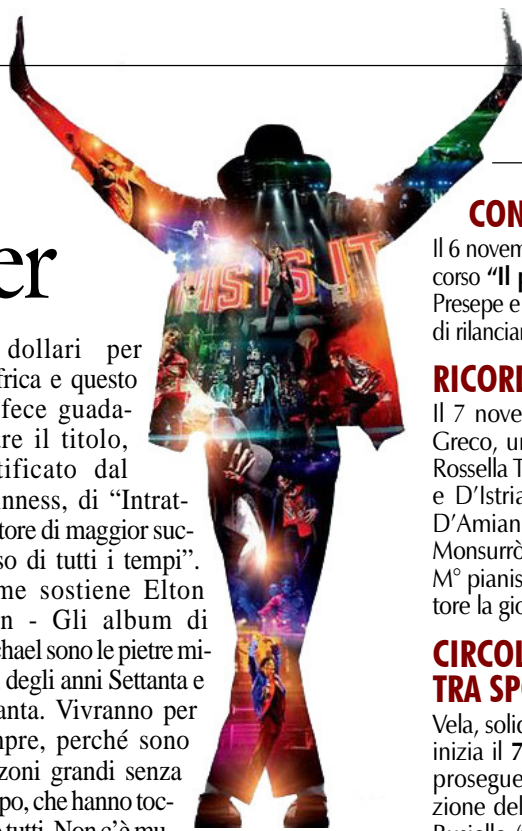 er
dollari per
frica e questo
fece guada-
re il titolo,
tificato dal
nness, di “Intrat-
tore di maggior suc-
so di tutti i tempi”.
me sostiene Elton
n - Gli album di
chael sono le pietre mi-
degli anni Settanta e
anta. Vivranno per
mpre, perché sono
zoni grandi senza
po, che hanno toc-
tutti. Non c’è mu-
THIS IS IT
CON
Il 6 novem
corso “Il p
Presepe e
di rilanciar
RICORD
Il 7 nove
Greco, un
Rossella T
e D’Istria
D’Amian
Monsurrò
M° pianis
tore la gio
CIRCOL
TRA SPO
Vela, solid
inizia il 7
prosegue
zione del